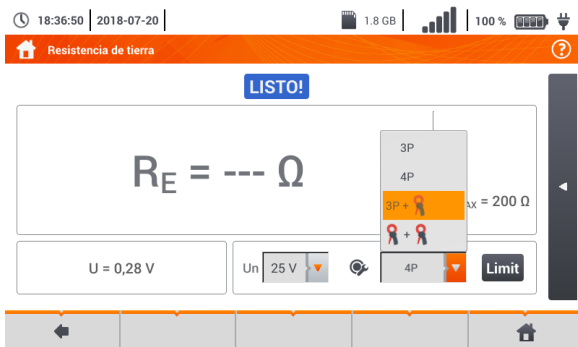 18:36:50 2018-07-20 1.8 GB 100 %
Resistencia de tierra ?
LISTO!
RE = --- Ω
3P
4P
3P +
+
= 200 Ω
U = 0,28 V
Un 25 V 4P Limit